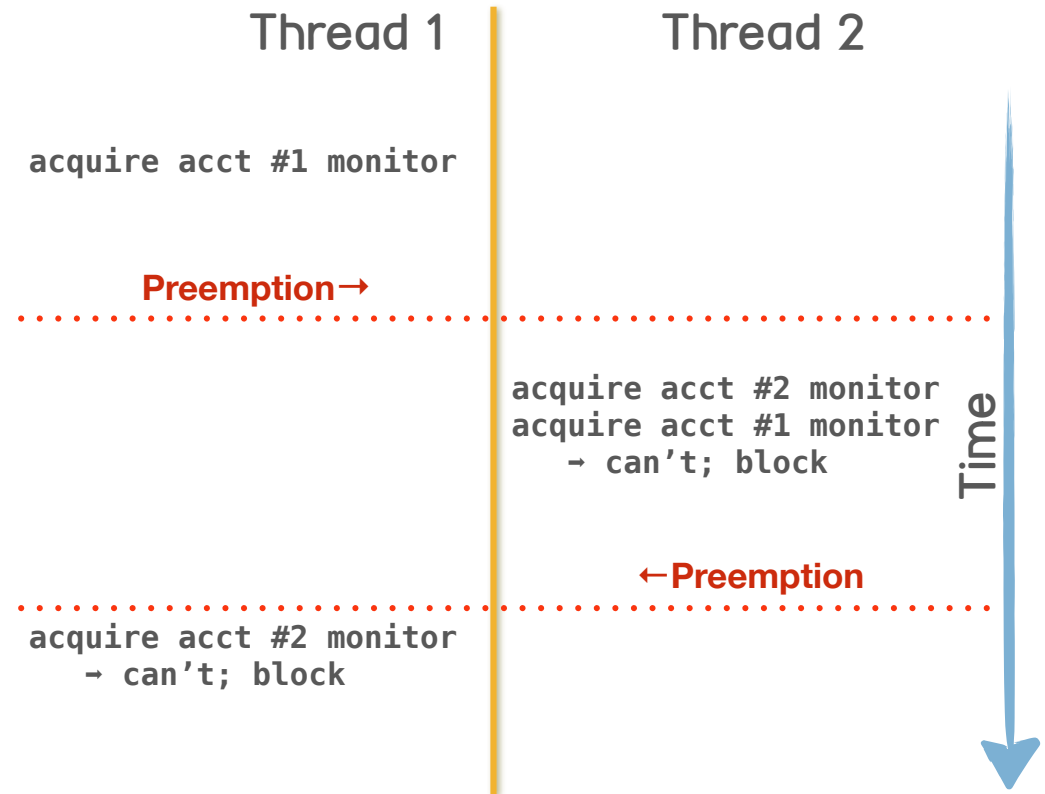 Thread 1
Thread 2
acquire acct #1 monitor
Preemption→
acquire acct #2 monitor
acquire acct #1 monitor
➡ can’t; block
Time
←Preemption
acquire acct #2 monitor
➡ can’t; block